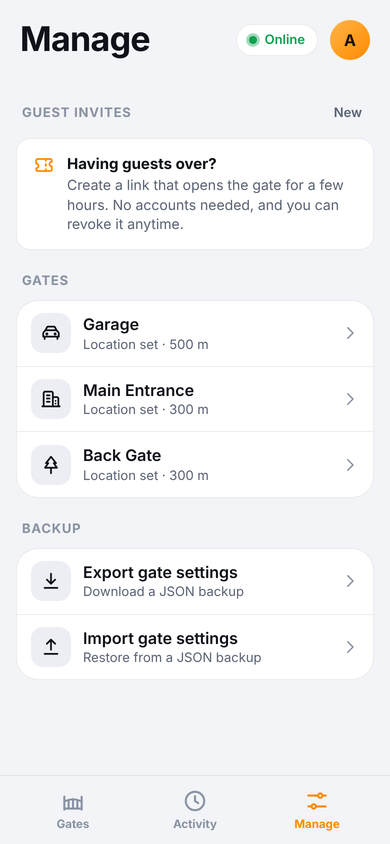 Manage
Online
A
GUEST INVITES
New
Having guests over?
Create a link that opens the gate for a few
hours. No accounts needed, and you can
revoke it anytime.
GATES
Garage
Location set · 500 m
Main Entrance
Location set · 300 m
Back Gate
Location set · 300 m
BACKUP
Export gate settings
Download a JSON backup
Import gate settings
Restore from a JSON backup
Gates
Activity
Manage